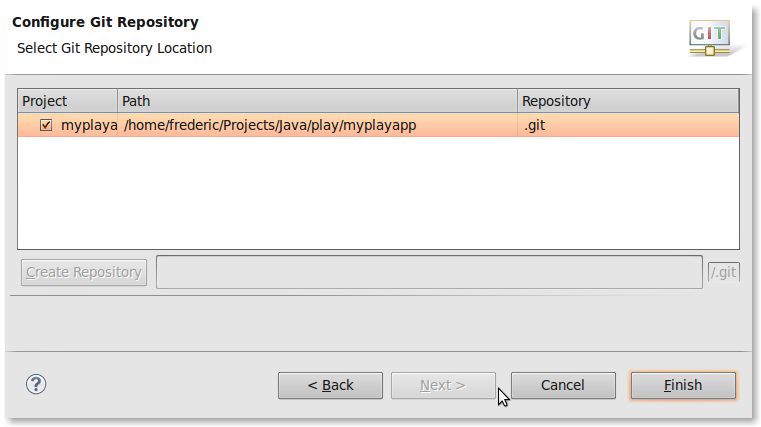 Configure Git Repository
Select Git Repository Location
GIT
Project Path Repository
myplaya /home/frederic/Projects/Java/play/myplayapp .git
Create Repository /.git
? < Back Next > Cancel Finish